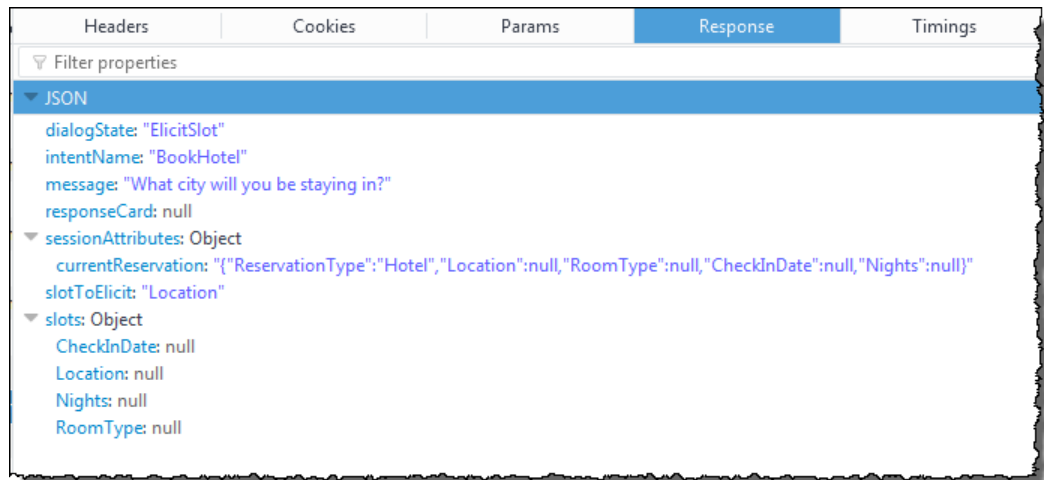 Headers Cookies Params Response Timings
Filter properties
JSON
dialogState: "ElicitSlot"
intentName: "BookHotel"
message: "What city will you be staying in?"
responseCard: null
sessionAttributes: Object
currentReservation: "{"ReservationType":"Hotel","Location":null,"RoomType":null,"CheckInDate":null,"Nights":null}"
slotToElicit: "Location"
slots: Object
CheckInDate: null
Location: null
Nights: null
RoomType: null